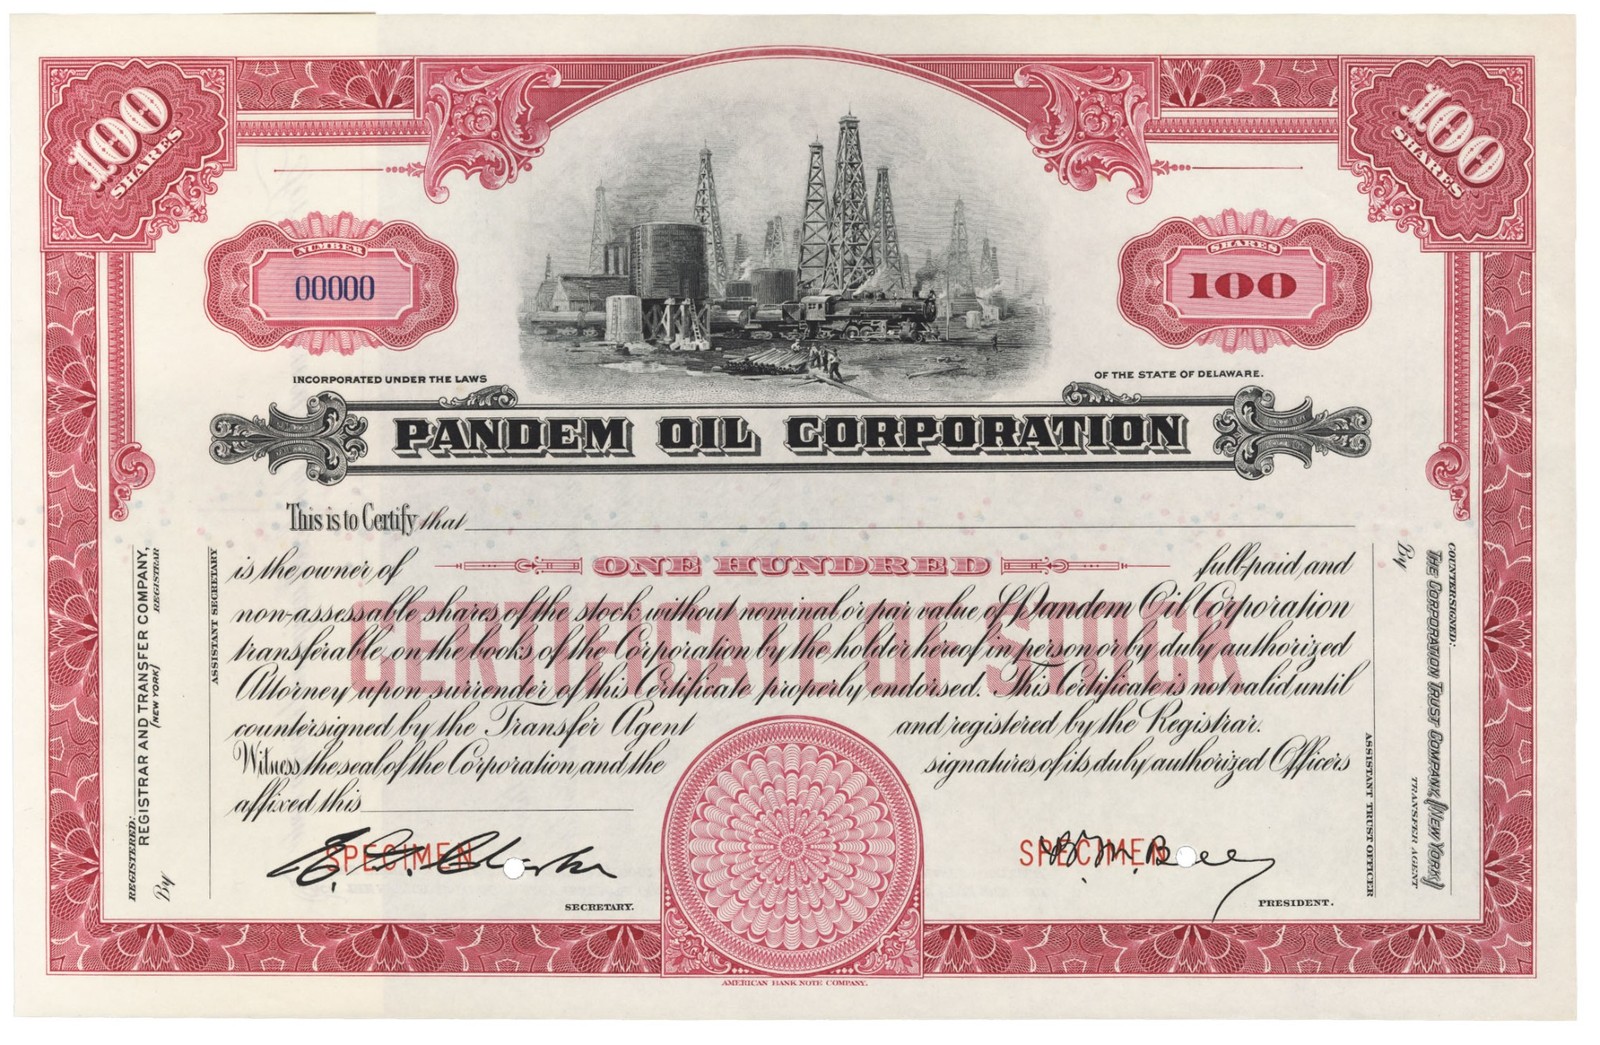 100 SHARES
100 SHARES
NUMBER
00000
SHARES
100
INCORPORATED UNDER THE LAWS
OF THE STATE OF DELAWARE.
PANDEM OIL CORPORATION
This is to Certify that
is the owner of ONE HUNDRED full-paid and
non-assessable shares of the stock without nominal or par value of Pandem Oil Corporation
transferable on the books of the Corporation by the holder hereof in person or by duly authorized
Attorney upon surrender of this Certificate properly endorsed. This Certificate is not valid until
countersigned by the Transfer Agent and registered by the Registrar.
Witness the seal of the Corporation and the signatures of its duly authorized Officers
affixed this
CERTIFICATE OF STOCK
SPECIMEN
SECRETARY.
SPECIMEN
PRESIDENT.
AMERICAN BANK NOTE COMPANY.
REGISTERED:
REGISTRAR AND TRANSFER COMPANY,
(NEW YORK) REGISTRAR
By
ASSISTANT SECRETARY
COUNTERSIGNED:
THE CORPORATION TRUST COMPANY, (NEW YORK)
TRANSFER AGENT
By
ASSISTANT TRUST OFFICER